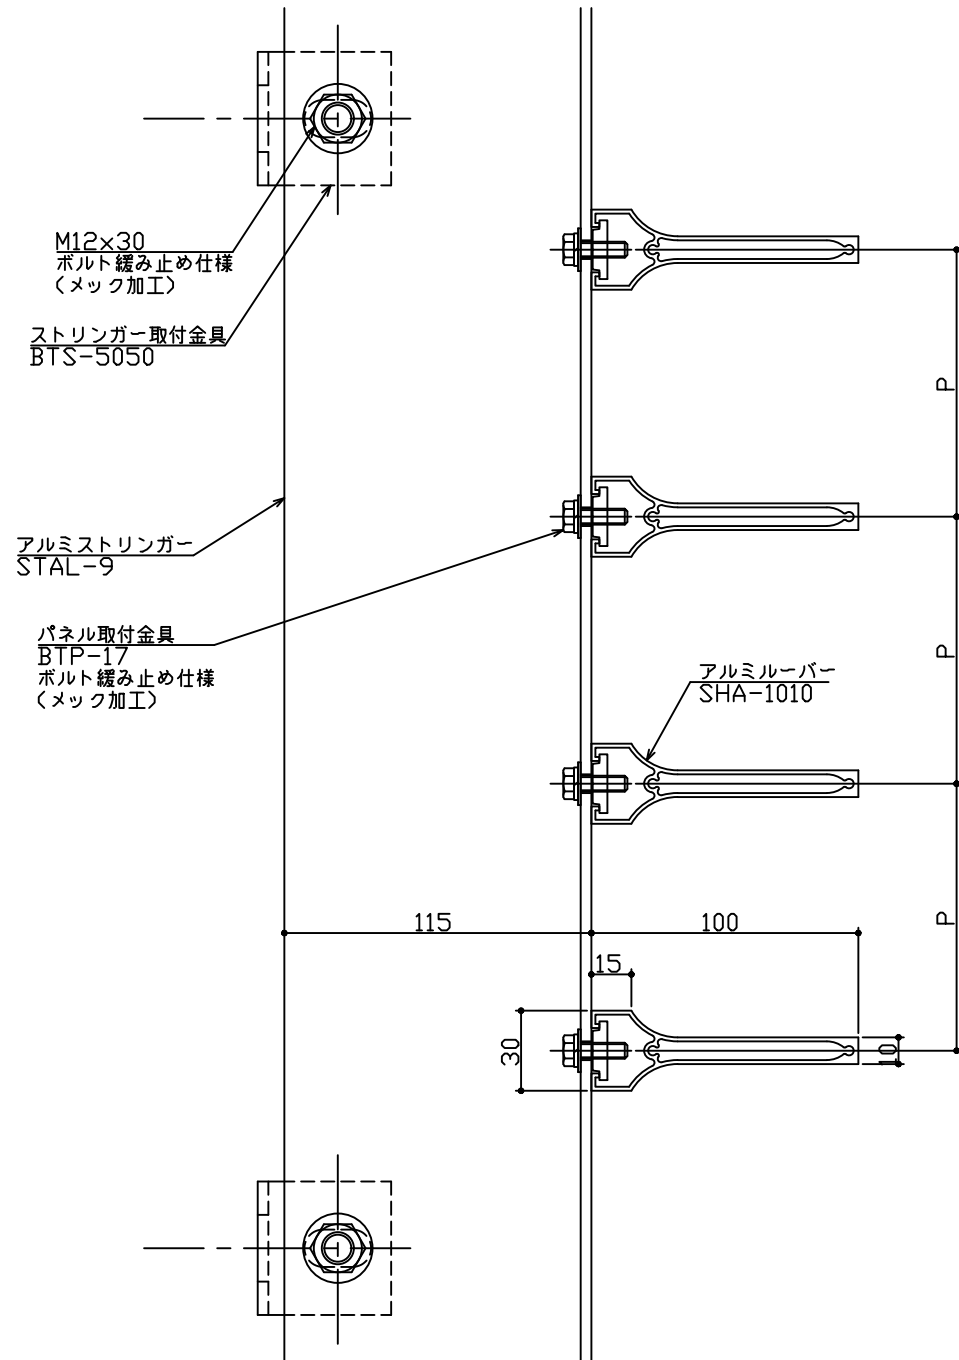 M12×30
ボルト緩み止め仕様
(メック加工)
ストリンガー取付金具
BTS-5050
P
アルミストリンガー
STAL-9
パネル取付金具
BTP-17
ボルト緩み止め仕様
(メック加工)
P
アルミルーバー
SHA-1010
115
100
P
15
30
10